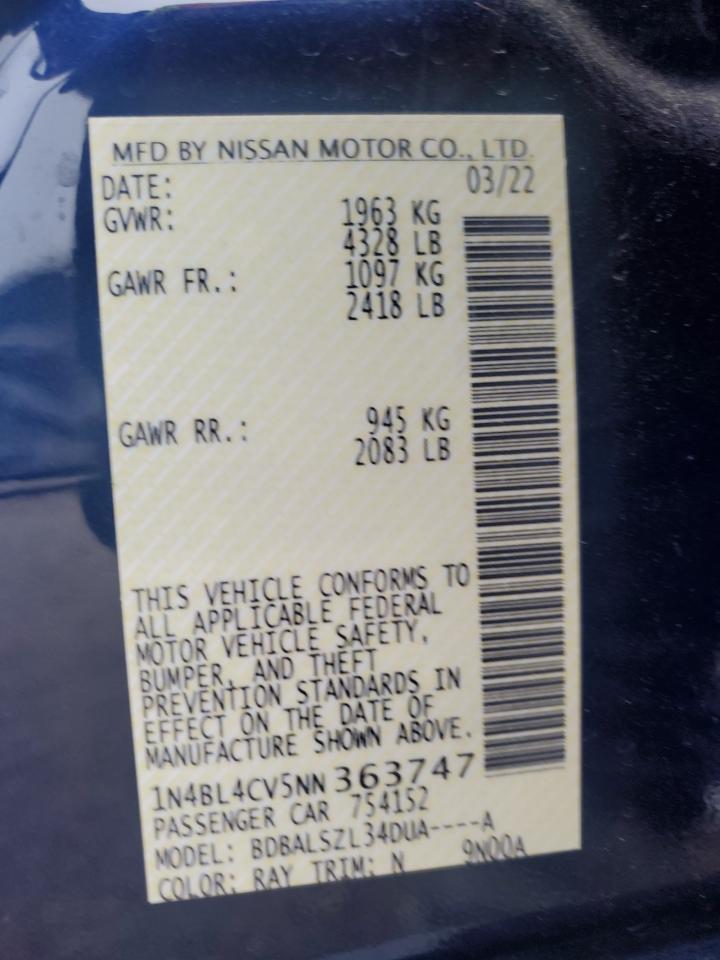 MFD BY NISSAN MOTOR CO., LTD.
DATE: 03/22
GVWR: 1963 KG
4328 LB
GAWR FR.: 1097 KG
2418 LB
GAWR RR.: 945 KG
2083 LB
THIS VEHICLE CONFORMS TO
ALL APPLICABLE FEDERAL
MOTOR VEHICLE SAFETY,
BUMPER, AND THEFT
PREVENTION STANDARDS IN
EFFECT ON THE DATE OF
MANUFACTURE SHOWN ABOVE.
1N4BL4CV5NN 363747
PASSENGER CAR 754152
MODEL: BDBALSZL34DUA----A
COLOR: RAY TRIM: N 9N00A